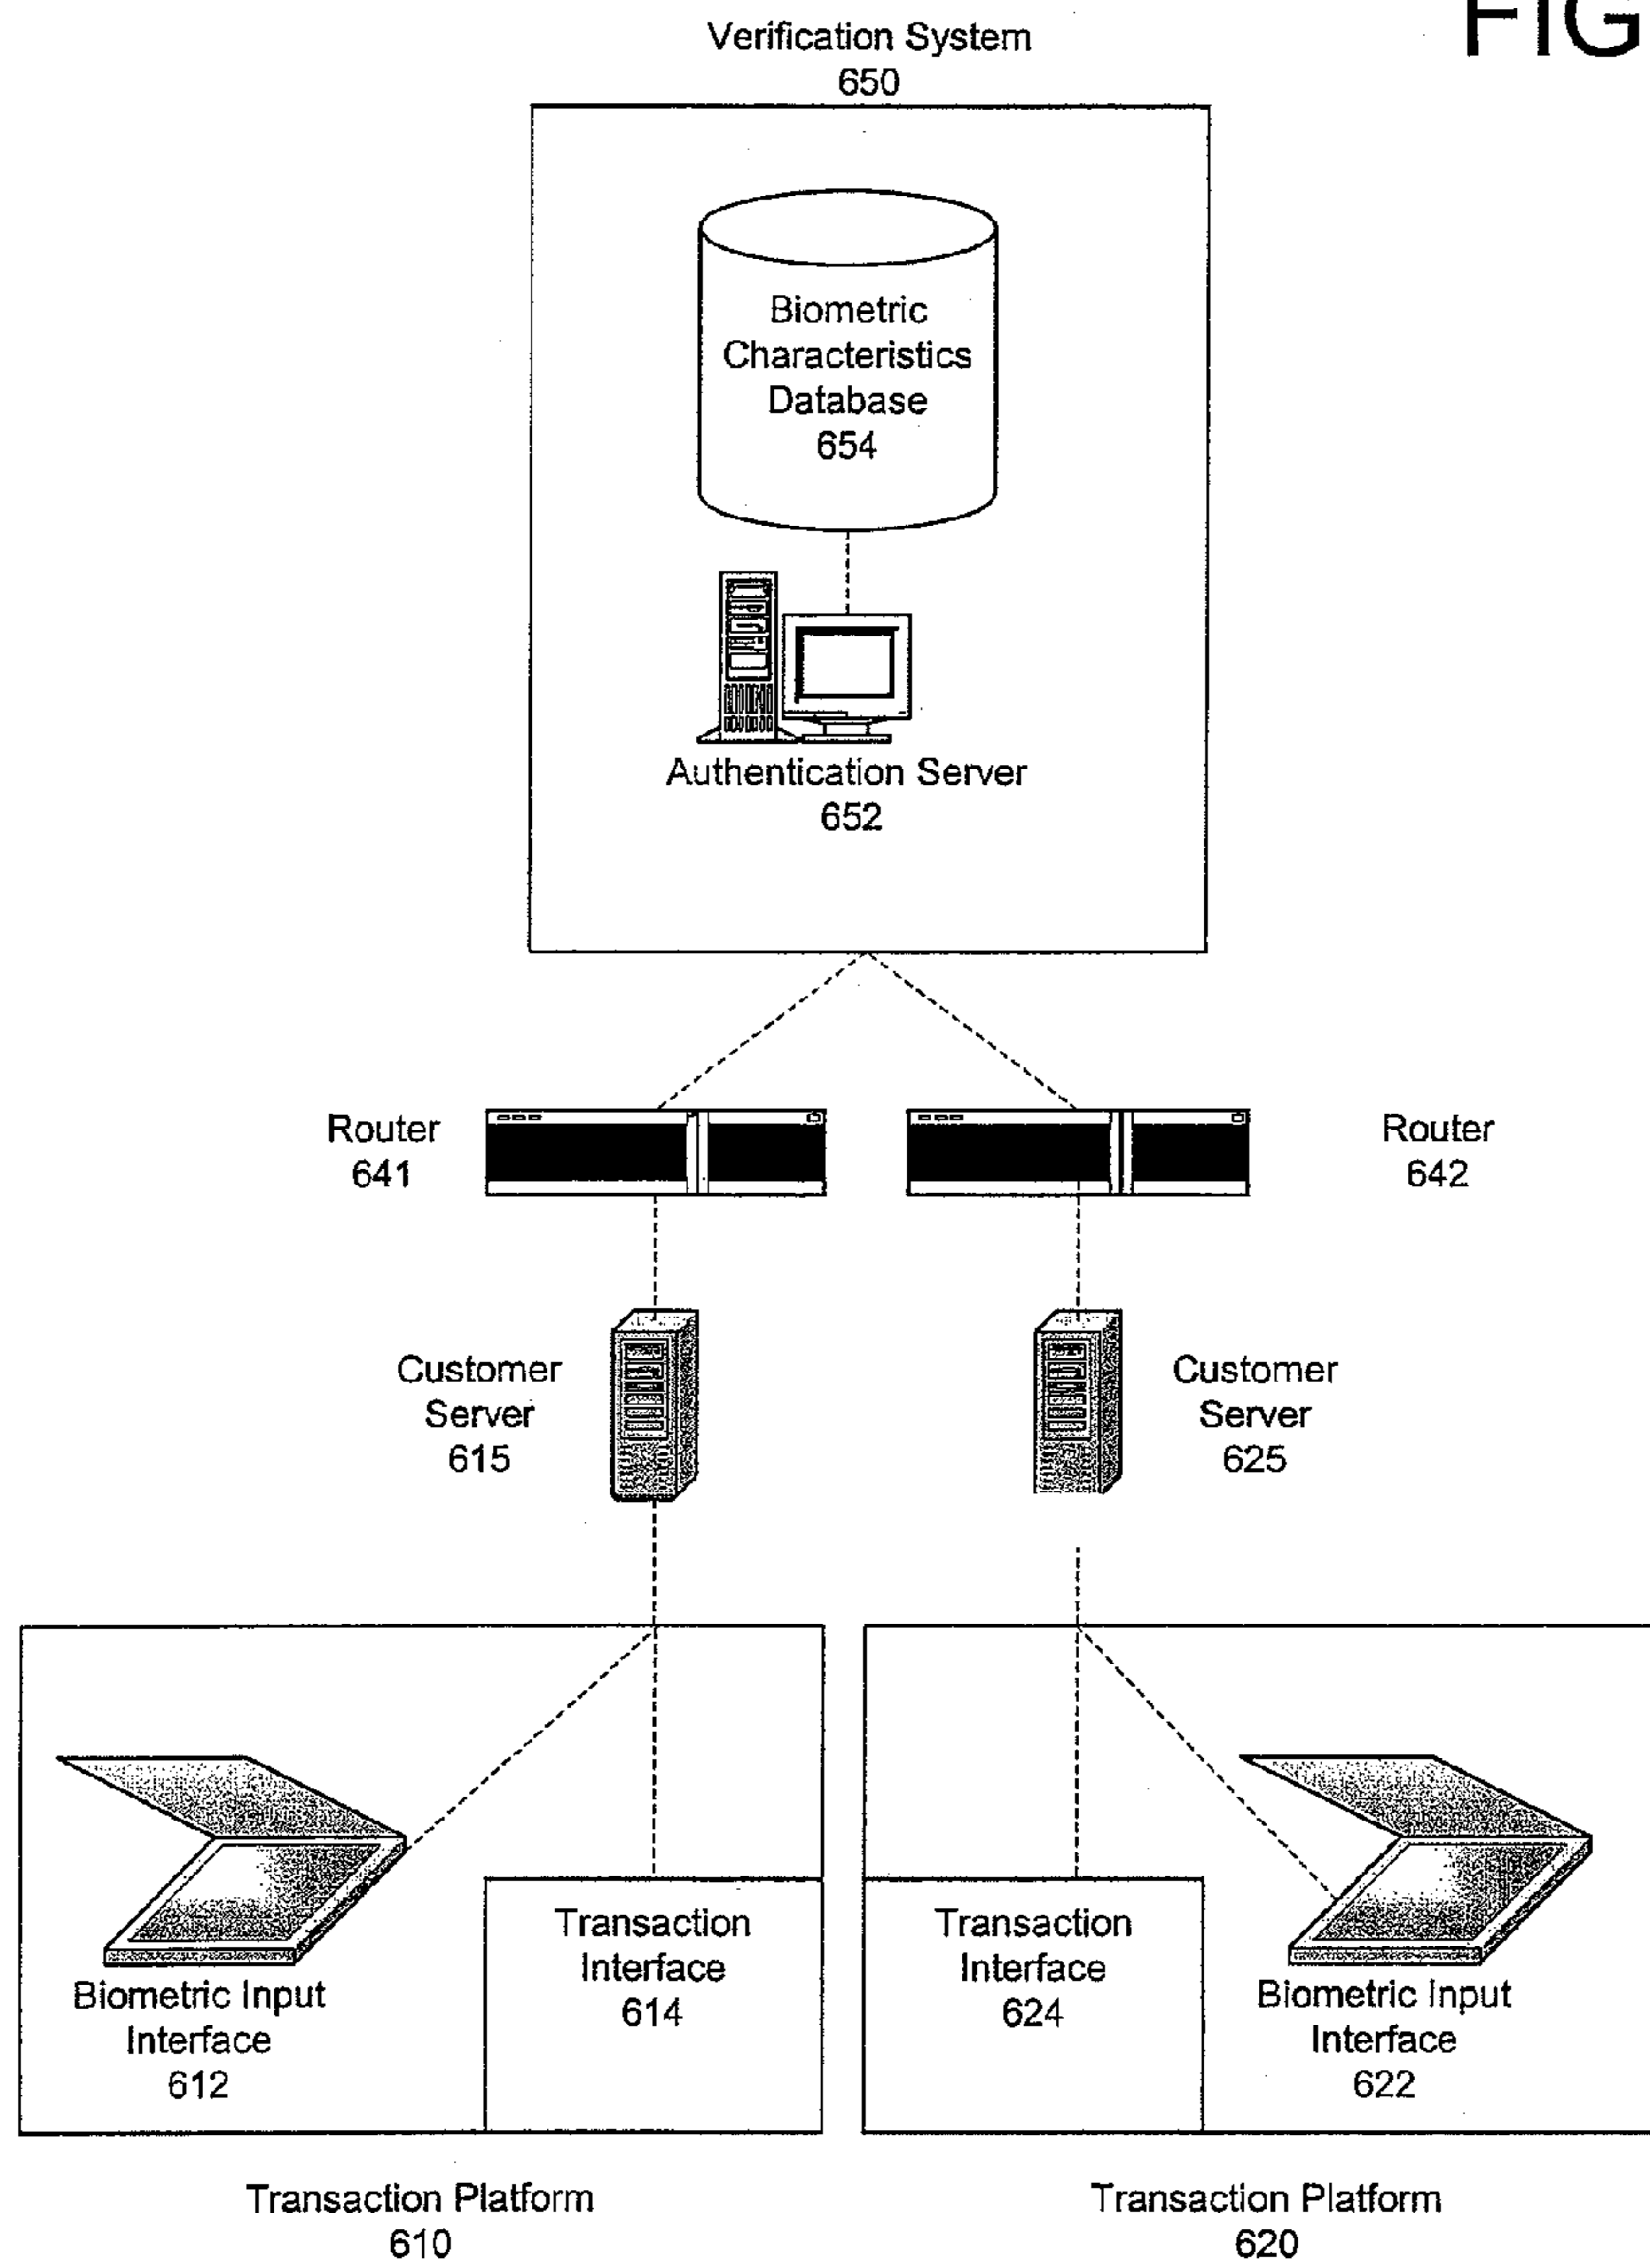 FIG
Verification System
650
Biometric
Characteristics
Database
654
Authentication Server
652
Router
641
Router
642
Customer
Server
615
Customer
Server
625
Transaction
Interface
614
Transaction
Interface
624
Biometric Input
Interface
612
Biometric Input
Interface
622
Transaction Platform
610
Transaction Platform
620